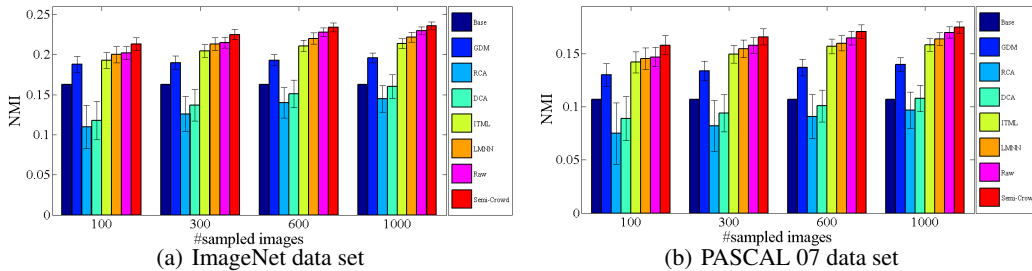 0.25
0.2
0.15
0.1
0.05
0
NMI
100
300
600
1000
#sampled images
Base
GDM
RCA
DCA
ITML
LMNN
Raw
Semi-Crowd
(a) ImageNet data set
0.15
0.1
0.05
0
NMI
100
300
600
1000
#sampled images
Base
GDM
RCA
DCA
ITML
LMNN
Raw
Semi-Crowd
(b) PASCAL 07 data set